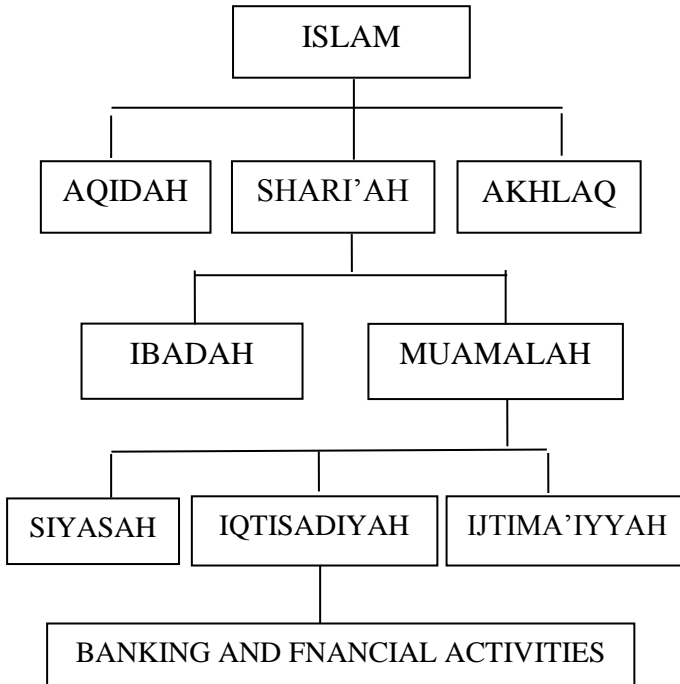 ISLAM
AQIDAH
SHARI’AH
AKHLAQ
IBADAH
MUAMALAH
SIYASAH
IQTISADIYAH
IJTIMA’IYYAH
BANKING AND FNANCIAL ACTIVITIES